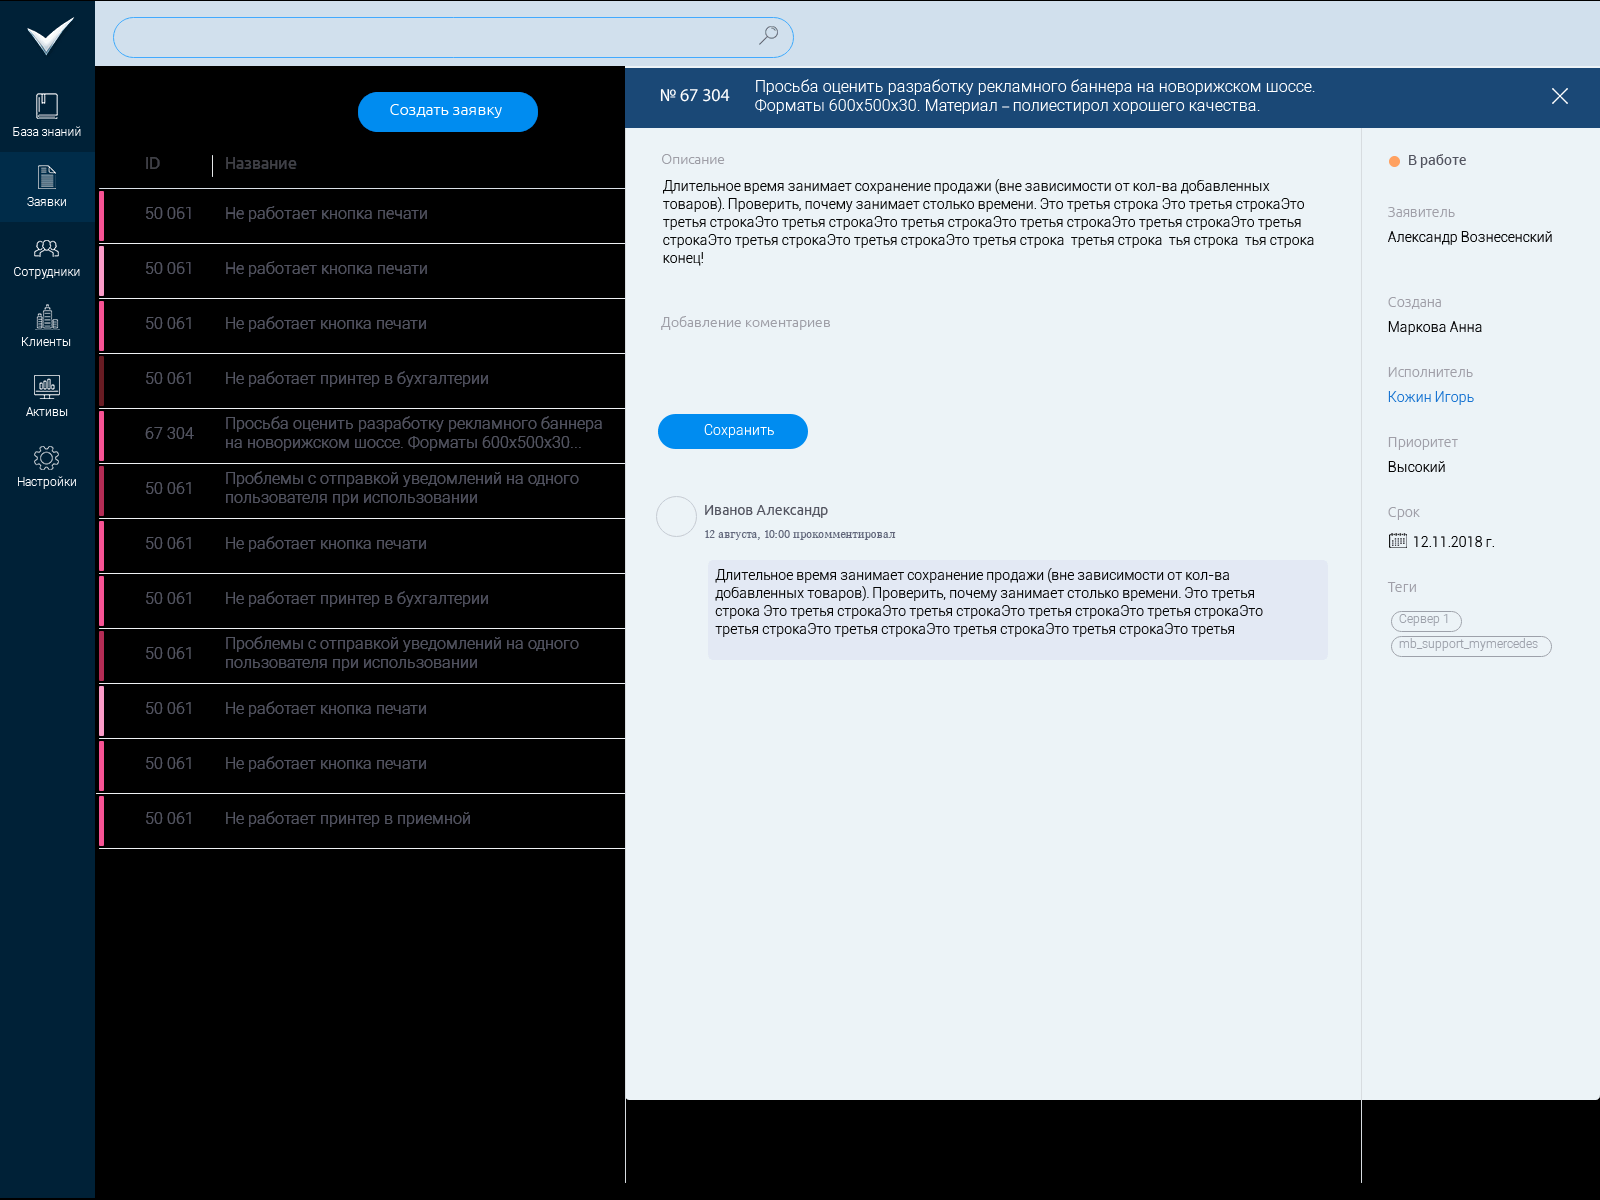 База знаний
Заявки
Сотрудники
Клиенты
Активы
Настройки
Создать заявку
ID
Название
50 061
Не работает кнопка печати
50 061
Не работает кнопка печати
50 061
Не работает кнопка печати
50 061
Не работает принтер в бухгалтерии
67 304
Просьба оценить разработку рекламного баннера
на новорижском шоссе. Форматы 600х500х30...
50 061
Проблемы с отправкой уведомлений на одного
пользователя при использовании
50 061
Не работает кнопка печати
50 061
Не работает принтер в бухгалтерии
50 061
Проблемы с отправкой уведомлений на одного
пользователя при использовании
50 061
Не работает кнопка печати
50 061
Не работает кнопка печати
50 061
Не работает принтер в приемной
№ 67 304
Просьба оценить разработку рекламного баннера на новорижском шоссе.
Форматы 600х500х30. Материал – полиестирол хорошего качества.
Описание
Длительное время занимает сохранение продажи (вне зависимости от кол-ва добавленных
товаров). Проверить, почему занимает столько времени. Это третья строка Это третья строкаЭто
третья строкаЭто третья строкаЭто третья строкаЭто третья строкаЭто третья строкаЭто третья
строкаЭто третья строкаЭто третья строкаЭто третья строка  третья строка  тья строка  тья строка
конец!
Добавление коментариев
Сохранить
Иванов Александр
12 августа, 10:00 прокомментировал
Длительное время занимает сохранение продажи (вне зависимости от кол-ва
добавленных товаров). Проверить, почему занимает столько времени. Это третья
строка Это третья строкаЭто третья строкаЭто третья строкаЭто третья строкаЭто
третья строкаЭто третья строкаЭто третья строкаЭто третья строкаЭто третья
В работе
Заявитель
Александр Вознесенский
Создана
Маркова Анна
Исполнитель
Кожин Игорь
Приоритет
Высокий
Срок
12.11.2018 г.
Теги
Сервер 1
mb_support_mymercedes